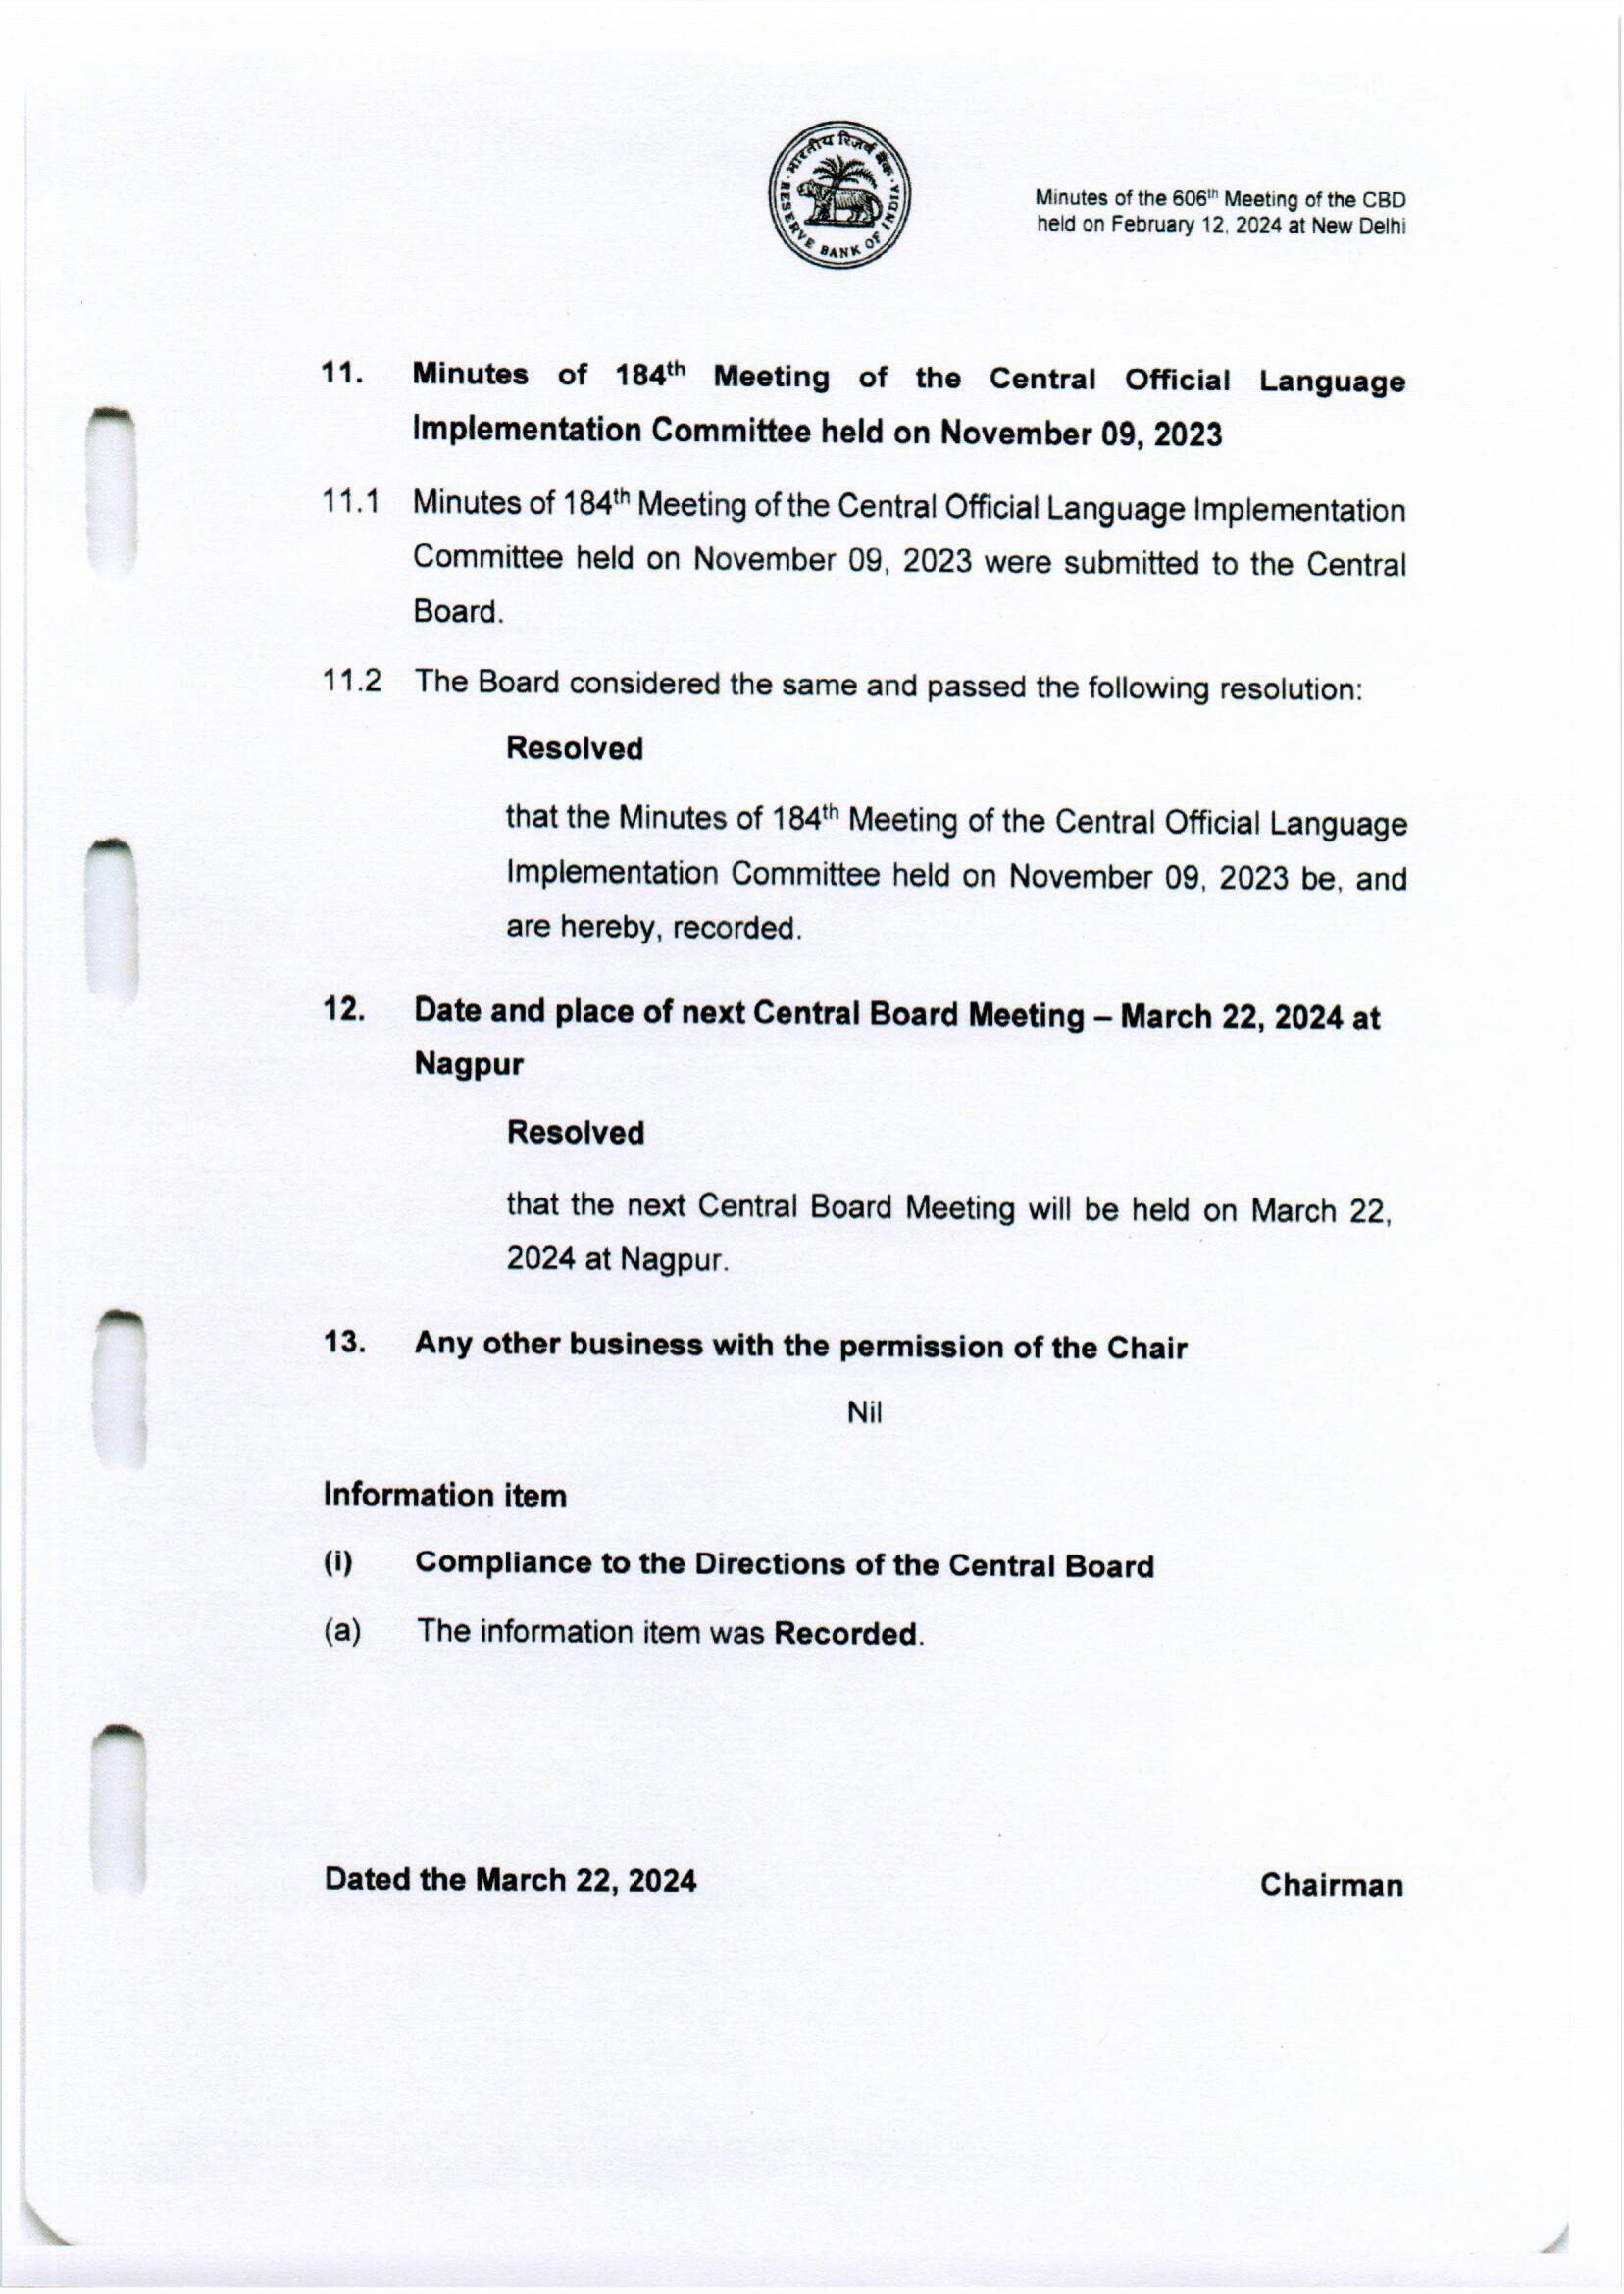 भारतीय रिज़र्व बैंक
RESERVE BANK OF INDIA
Minutes of the 606th Meeting of the CBD
held on February 12, 2024 at New Delhi
11. Minutes of 184th Meeting of the Central Official Language
Implementation Committee held on November 09, 2023
11.1 Minutes of 184th Meeting of the Central Official Language Implementation
Committee held on November 09, 2023 were submitted to the Central
Board.
11.2 The Board considered the same and passed the following resolution:
Resolved
that the Minutes of 184th Meeting of the Central Official Language
Implementation Committee held on November 09, 2023 be, and
are hereby, recorded.
12. Date and place of next Central Board Meeting – March 22, 2024 at
Nagpur
Resolved
that the next Central Board Meeting will be held on March 22,
2024 at Nagpur.
13. Any other business with the permission of the Chair
Nil
Information item
(i) Compliance to the Directions of the Central Board
(a) The information item was Recorded.
Dated the March 22, 2024 Chairman